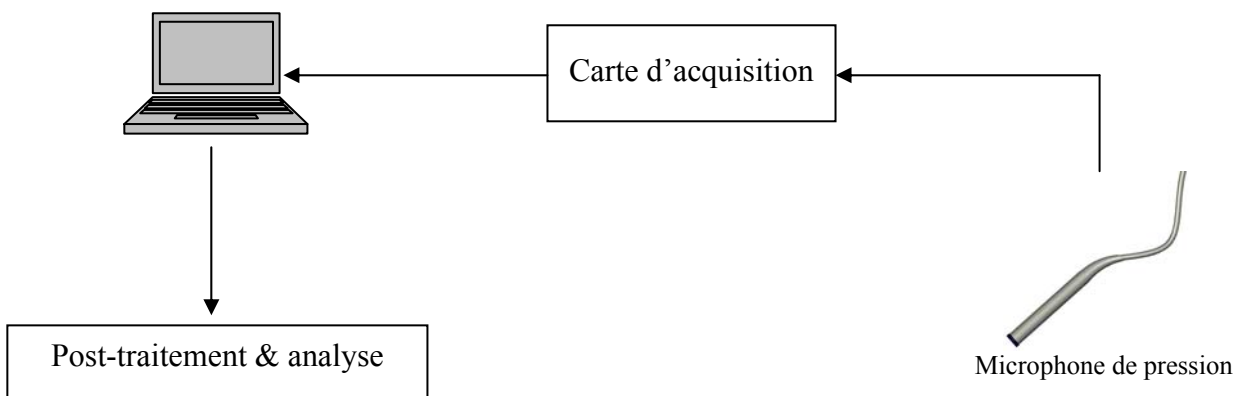 Carte d’acquisition
Post-traitement & analyse
Microphone de pression